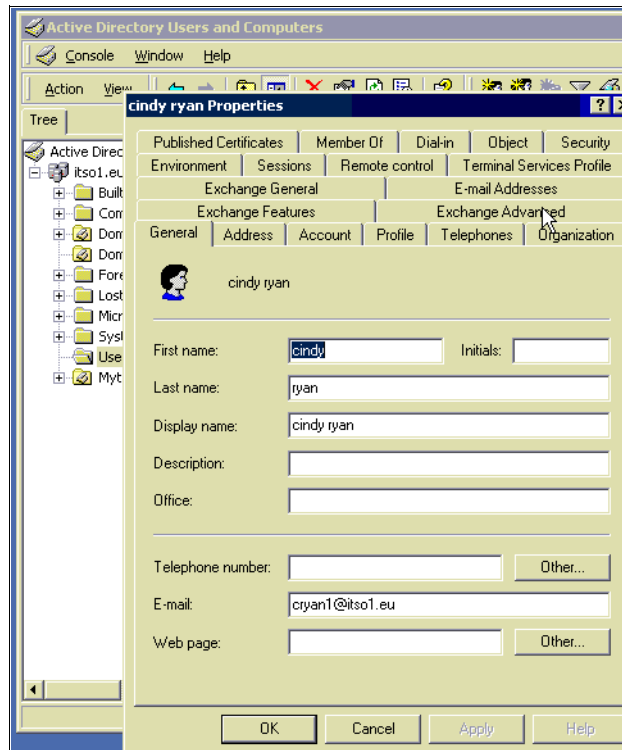 Active Directory Users and Computers
Console Window Help
Action View
Tree
Active Direc
itso1.eu
Built
Com
Dom
Dom
Fore
Lost
Micr
Syst
Use
Myt
cindy ryan Properties
Published Certificates Member Of Dial-in Object Security
Environment Sessions Remote control Terminal Services Profile
Exchange General E-mail Addresses
Exchange Features Exchange Advanced
General Address Account Profile Telephones Organization
cindy ryan
First name: cindy Initials:
Last name: ryan
Display name: cindy ryan
Description:
Office:
Telephone number: Other...
E-mail: cryan1@itso1.eu
Web page: Other...
OK Cancel Apply Help